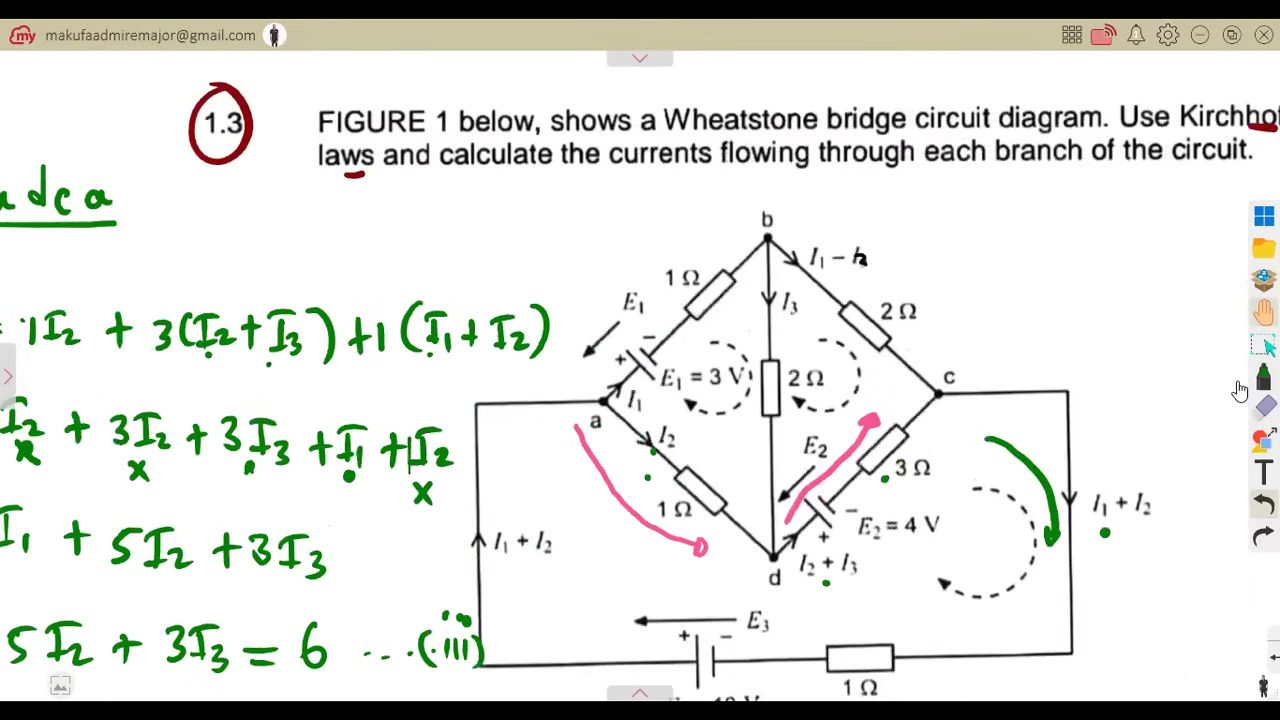 my makufaadmiremajor@gmail.com
1.3
FIGURE 1 below, shows a Wheatstone bridge circuit diagram. Use Kirchhof
laws and calculate the currents flowing through each branch of the circuit.
adca
= 1I2 + 3(I2+I3) + 1(I1 + I2)
I2 + 3I2 + 3I3 + I1 + 1I2
x x x
I1 + 5I2 + 3I3
5I2 + 3I3 = 6 ...(iii)
b
1 Ω
I1 –
E1
I3
2 Ω
– +
E1 = 3 V
2 Ω
c
I1
a
I2
E2
3 Ω
1 Ω
– +
E2 = 4 V
I1 + I2
I1 + I2
I2 + I3
d
E3
+ –
1 Ω
T